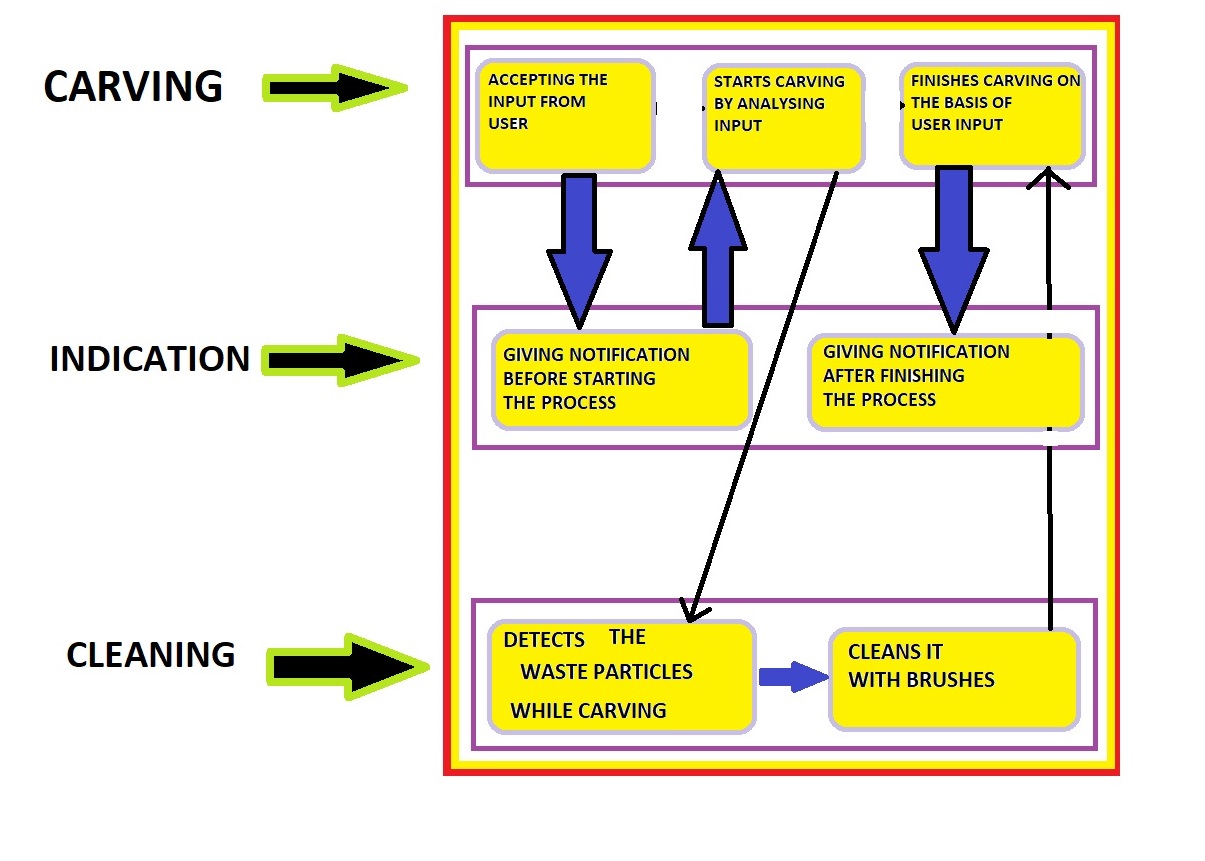 CARVING
ACCEPTING THE
INPUT FROM
USER
STARTS CARVING
BY ANALYSING
INPUT
FINISHES CARVING ON
THE BASIS OF
USER INPUT
INDICATION
GIVING NOTIFICATION
BEFORE STARTING
THE PROCESS
GIVING NOTIFICATION
AFTER FINISHING
THE PROCESS
CLEANING
DETECTS THE
WASTE PARTICLES
WHILE CARVING
CLEANS IT
WITH BRUSHES